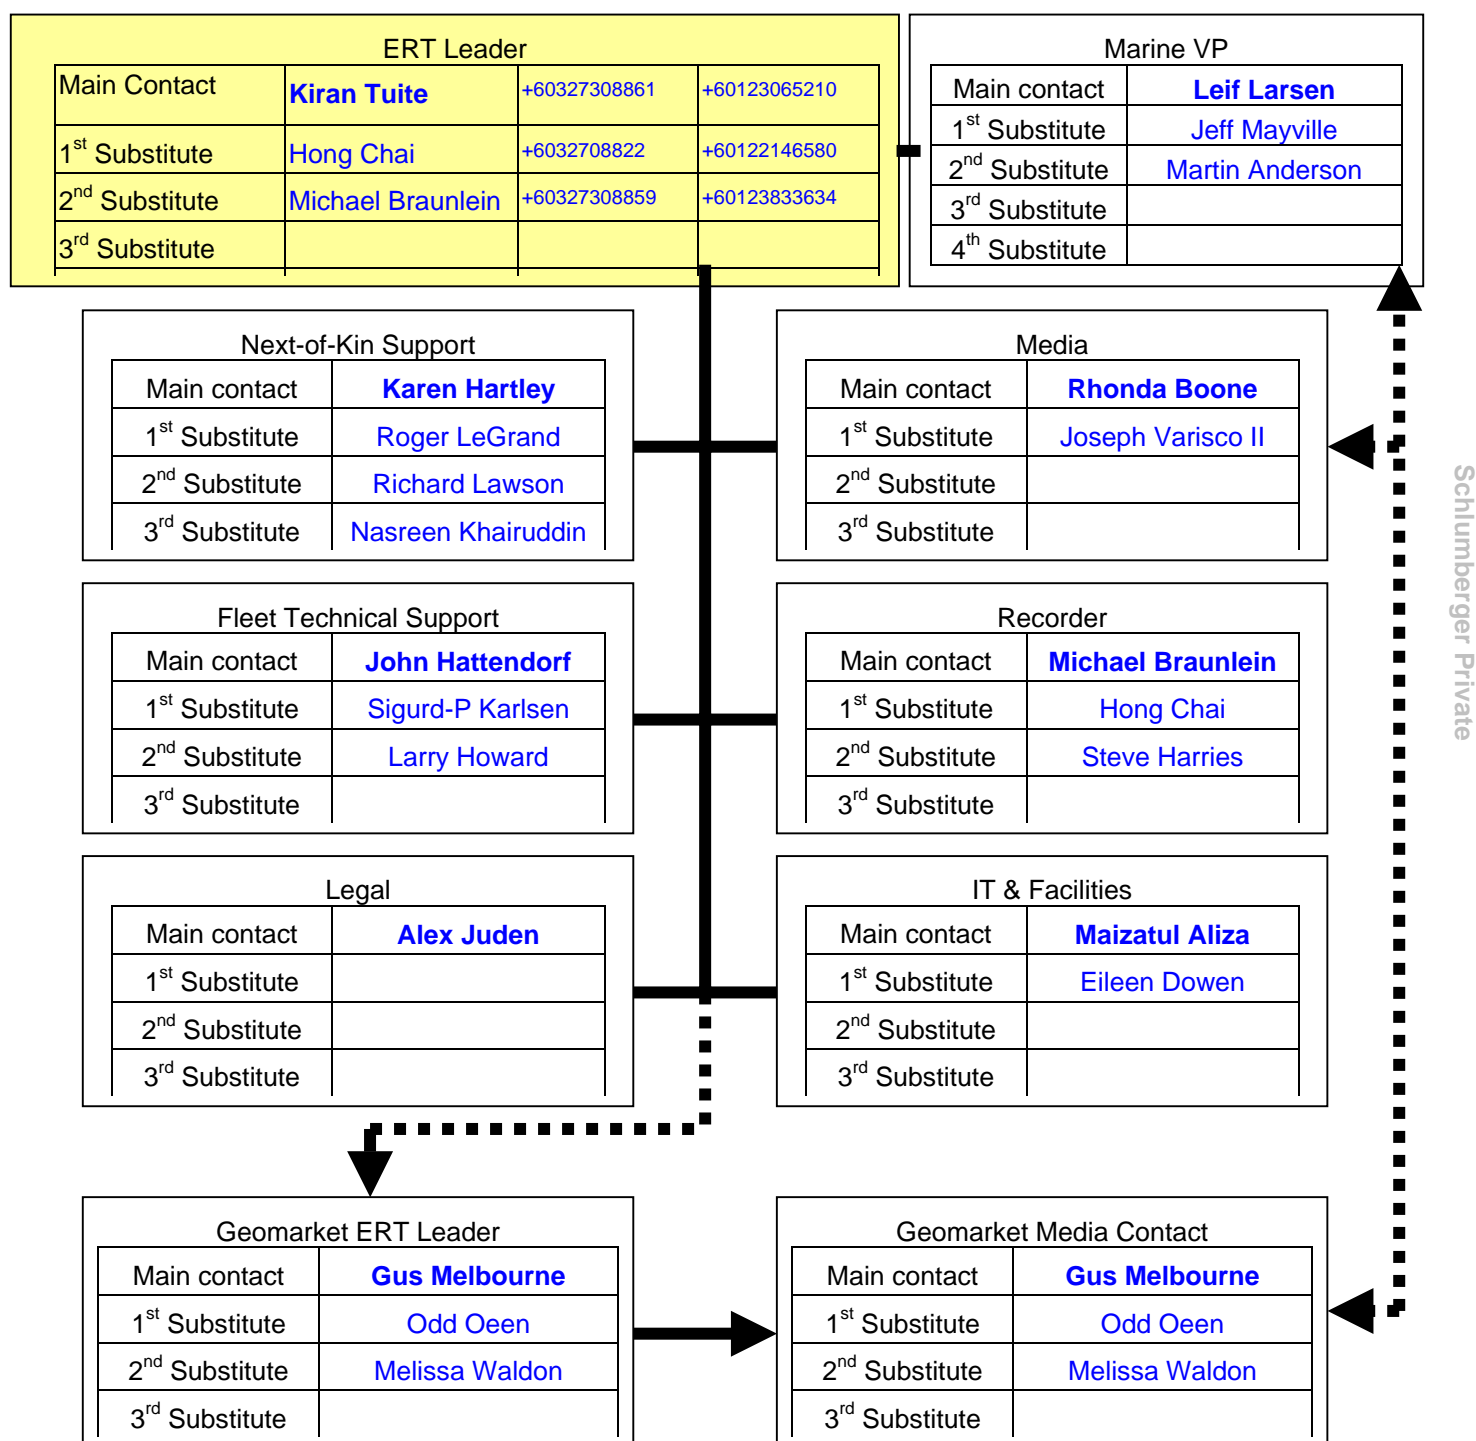 ERT Leader
Main Contact Kiran Tuite +60327308861 +60123065210
1st Substitute Hong Chai +6032708822 +60122146580
2nd Substitute Michael Braunlein +60327308859 +60123833634
3rd Substitute
Marine VP
Main contact Leif Larsen
1st Substitute Jeff Mayville
2nd Substitute Martin Anderson
3rd Substitute
4th Substitute
Next-of-Kin Support
Main contact Karen Hartley
1st Substitute Roger LeGrand
2nd Substitute Richard Lawson
3rd Substitute Nasreen Khairuddin
Media
Main contact Rhonda Boone
1st Substitute Joseph Varisco II
2nd Substitute
3rd Substitute
Fleet Technical Support
Main contact John Hattendorf
1st Substitute Sigurd-P Karlsen
2nd Substitute Larry Howard
3rd Substitute
Recorder
Main contact Michael Braunlein
1st Substitute Hong Chai
2nd Substitute Steve Harries
3rd Substitute
Legal
Main contact Alex Juden
1st Substitute
2nd Substitute
3rd Substitute
IT & Facilities
Main contact Maizatul Aliza
1st Substitute Eileen Dowen
2nd Substitute
3rd Substitute
Geomarket ERT Leader
Main contact Gus Melbourne
1st Substitute Odd Oeen
2nd Substitute Melissa Waldon
3rd Substitute
Geomarket Media Contact
Main contact Gus Melbourne
1st Substitute Odd Oeen
2nd Substitute Melissa Waldon
3rd Substitute
Schlumberger Private